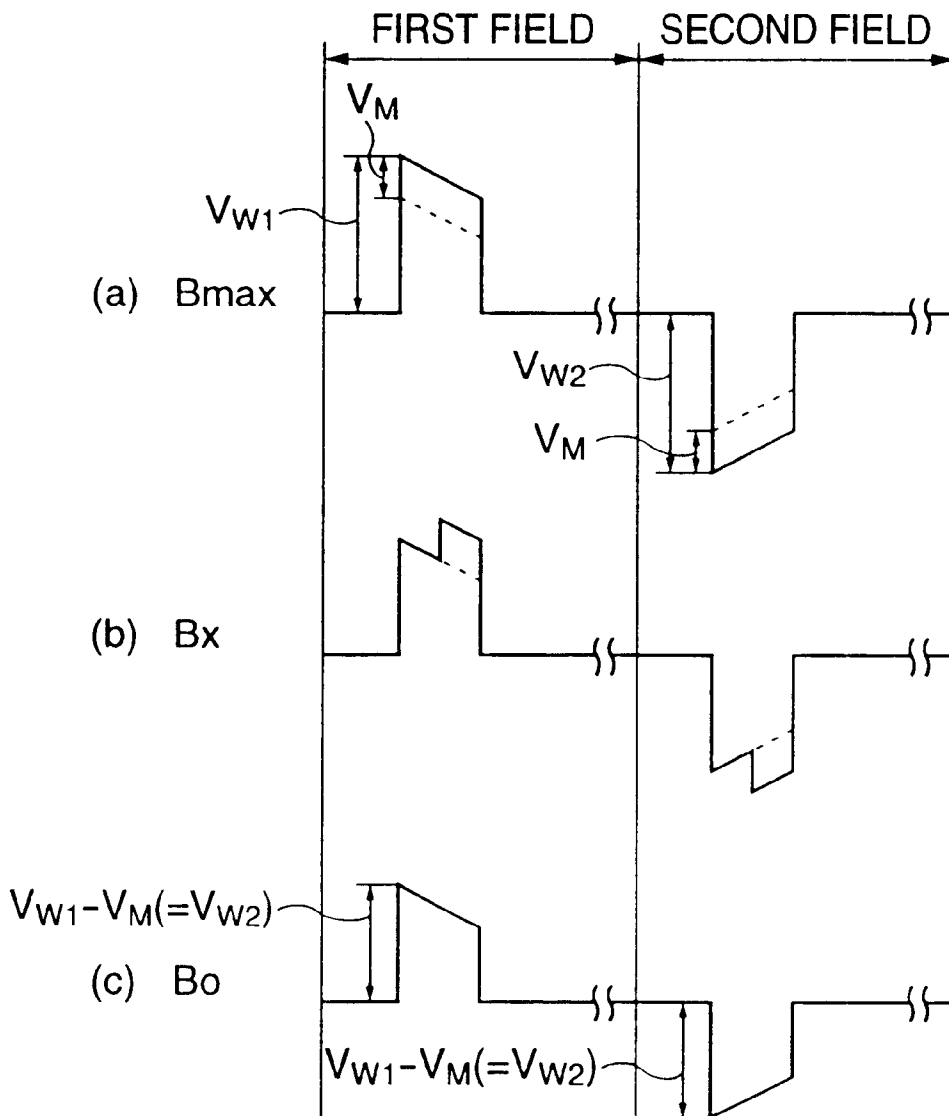 FIRST FIELD SECOND FIELD
VM
VW1
(a) Bmax
VW2
VM
(b) Bx
VW1-VM(=VW2)
(c) Bo
VW1-VM(=VW2)